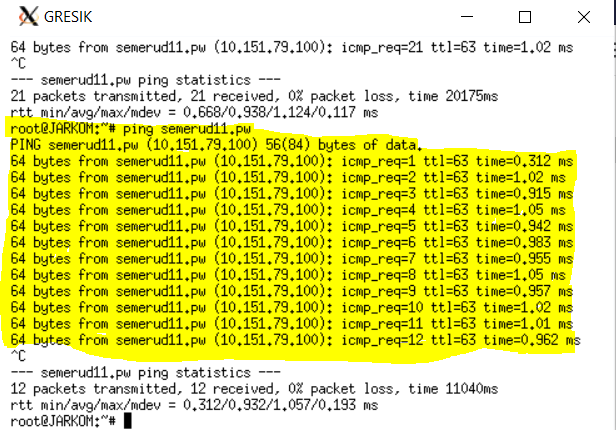 GRESIK
64 bytes from semerud11.pw (10.151.79.100): icmp_req=21 ttl=63 time=1.02 ms
^C
--- semerud11.pw ping statistics ---
21 packets transmitted, 21 received, 0% packet loss, time 20175ms
rtt min/avg/max/mdev = 0.668/0.938/1.124/0.117 ms
root@JARKOM:~# ping semerud11.pw
PING semerud11.pw (10.151.79.100) 56(84) bytes of data.
64 bytes from semerud11.pw (10.151.79.100): icmp_req=1 ttl=63 time=0.312 ms
64 bytes from semerud11.pw (10.151.79.100): icmp_req=2 ttl=63 time=1.02 ms
64 bytes from semerud11.pw (10.151.79.100): icmp_req=3 ttl=63 time=0.915 ms
64 bytes from semerud11.pw (10.151.79.100): icmp_req=4 ttl=63 time=1.05 ms
64 bytes from semerud11.pw (10.151.79.100): icmp_req=5 ttl=63 time=0.942 ms
64 bytes from semerud11.pw (10.151.79.100): icmp_req=6 ttl=63 time=0.983 ms
64 bytes from semerud11.pw (10.151.79.100): icmp_req=7 ttl=63 time=0.955 ms
64 bytes from semerud11.pw (10.151.79.100): icmp_req=8 ttl=63 time=1.05 ms
64 bytes from semerud11.pw (10.151.79.100): icmp_req=9 ttl=63 time=0.957 ms
64 bytes from semerud11.pw (10.151.79.100): icmp_req=10 ttl=63 time=1.02 ms
64 bytes from semerud11.pw (10.151.79.100): icmp_req=11 ttl=63 time=1.01 ms
64 bytes from semerud11.pw (10.151.79.100): icmp_req=12 ttl=63 time=0.962 ms
^C
--- semerud11.pw ping statistics ---
12 packets transmitted, 12 received, 0% packet loss, time 11040ms
rtt min/avg/max/mdev = 0.312/0.932/1.057/0.193 ms
root@JARKOM:~#